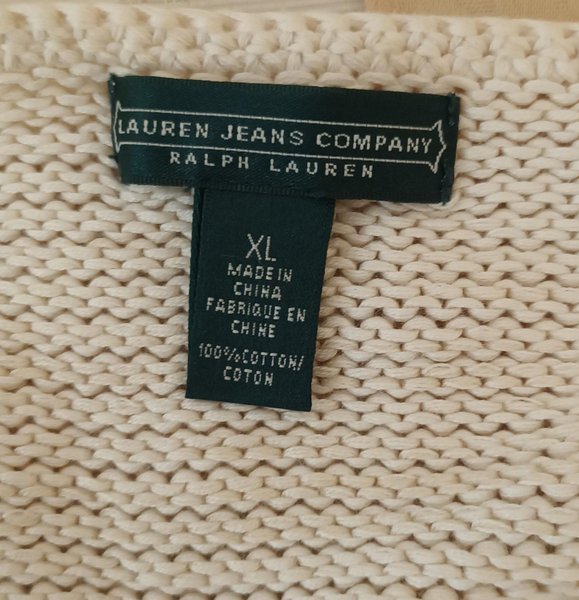 LAUREN JEANS COMPANY
RALPH LAUREN
XL
MADE IN
CHINA
FABRIQUE EN
CHINE
100% COTTON/
COTON